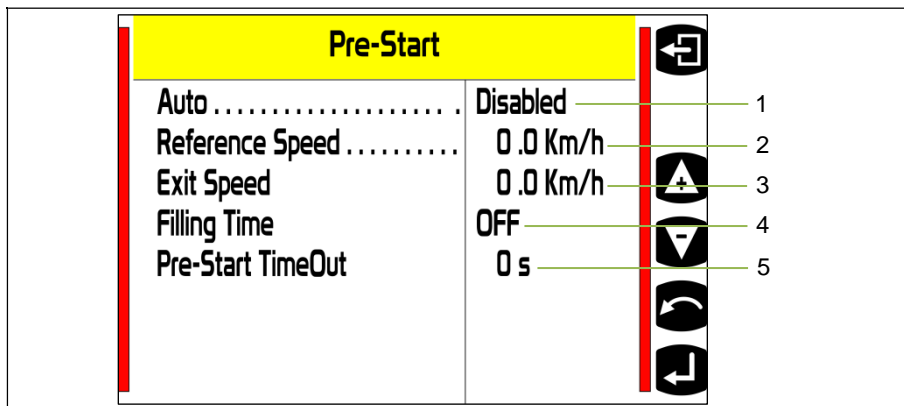 Pre-Start
Auto ..................... Disabled 1
Reference Speed .......... 0 .0 Km/h 2
Exit Speed 0 .0 Km/h 3
Filling Time OFF 4
Pre-Start TimeOut 0 s 5
+
-